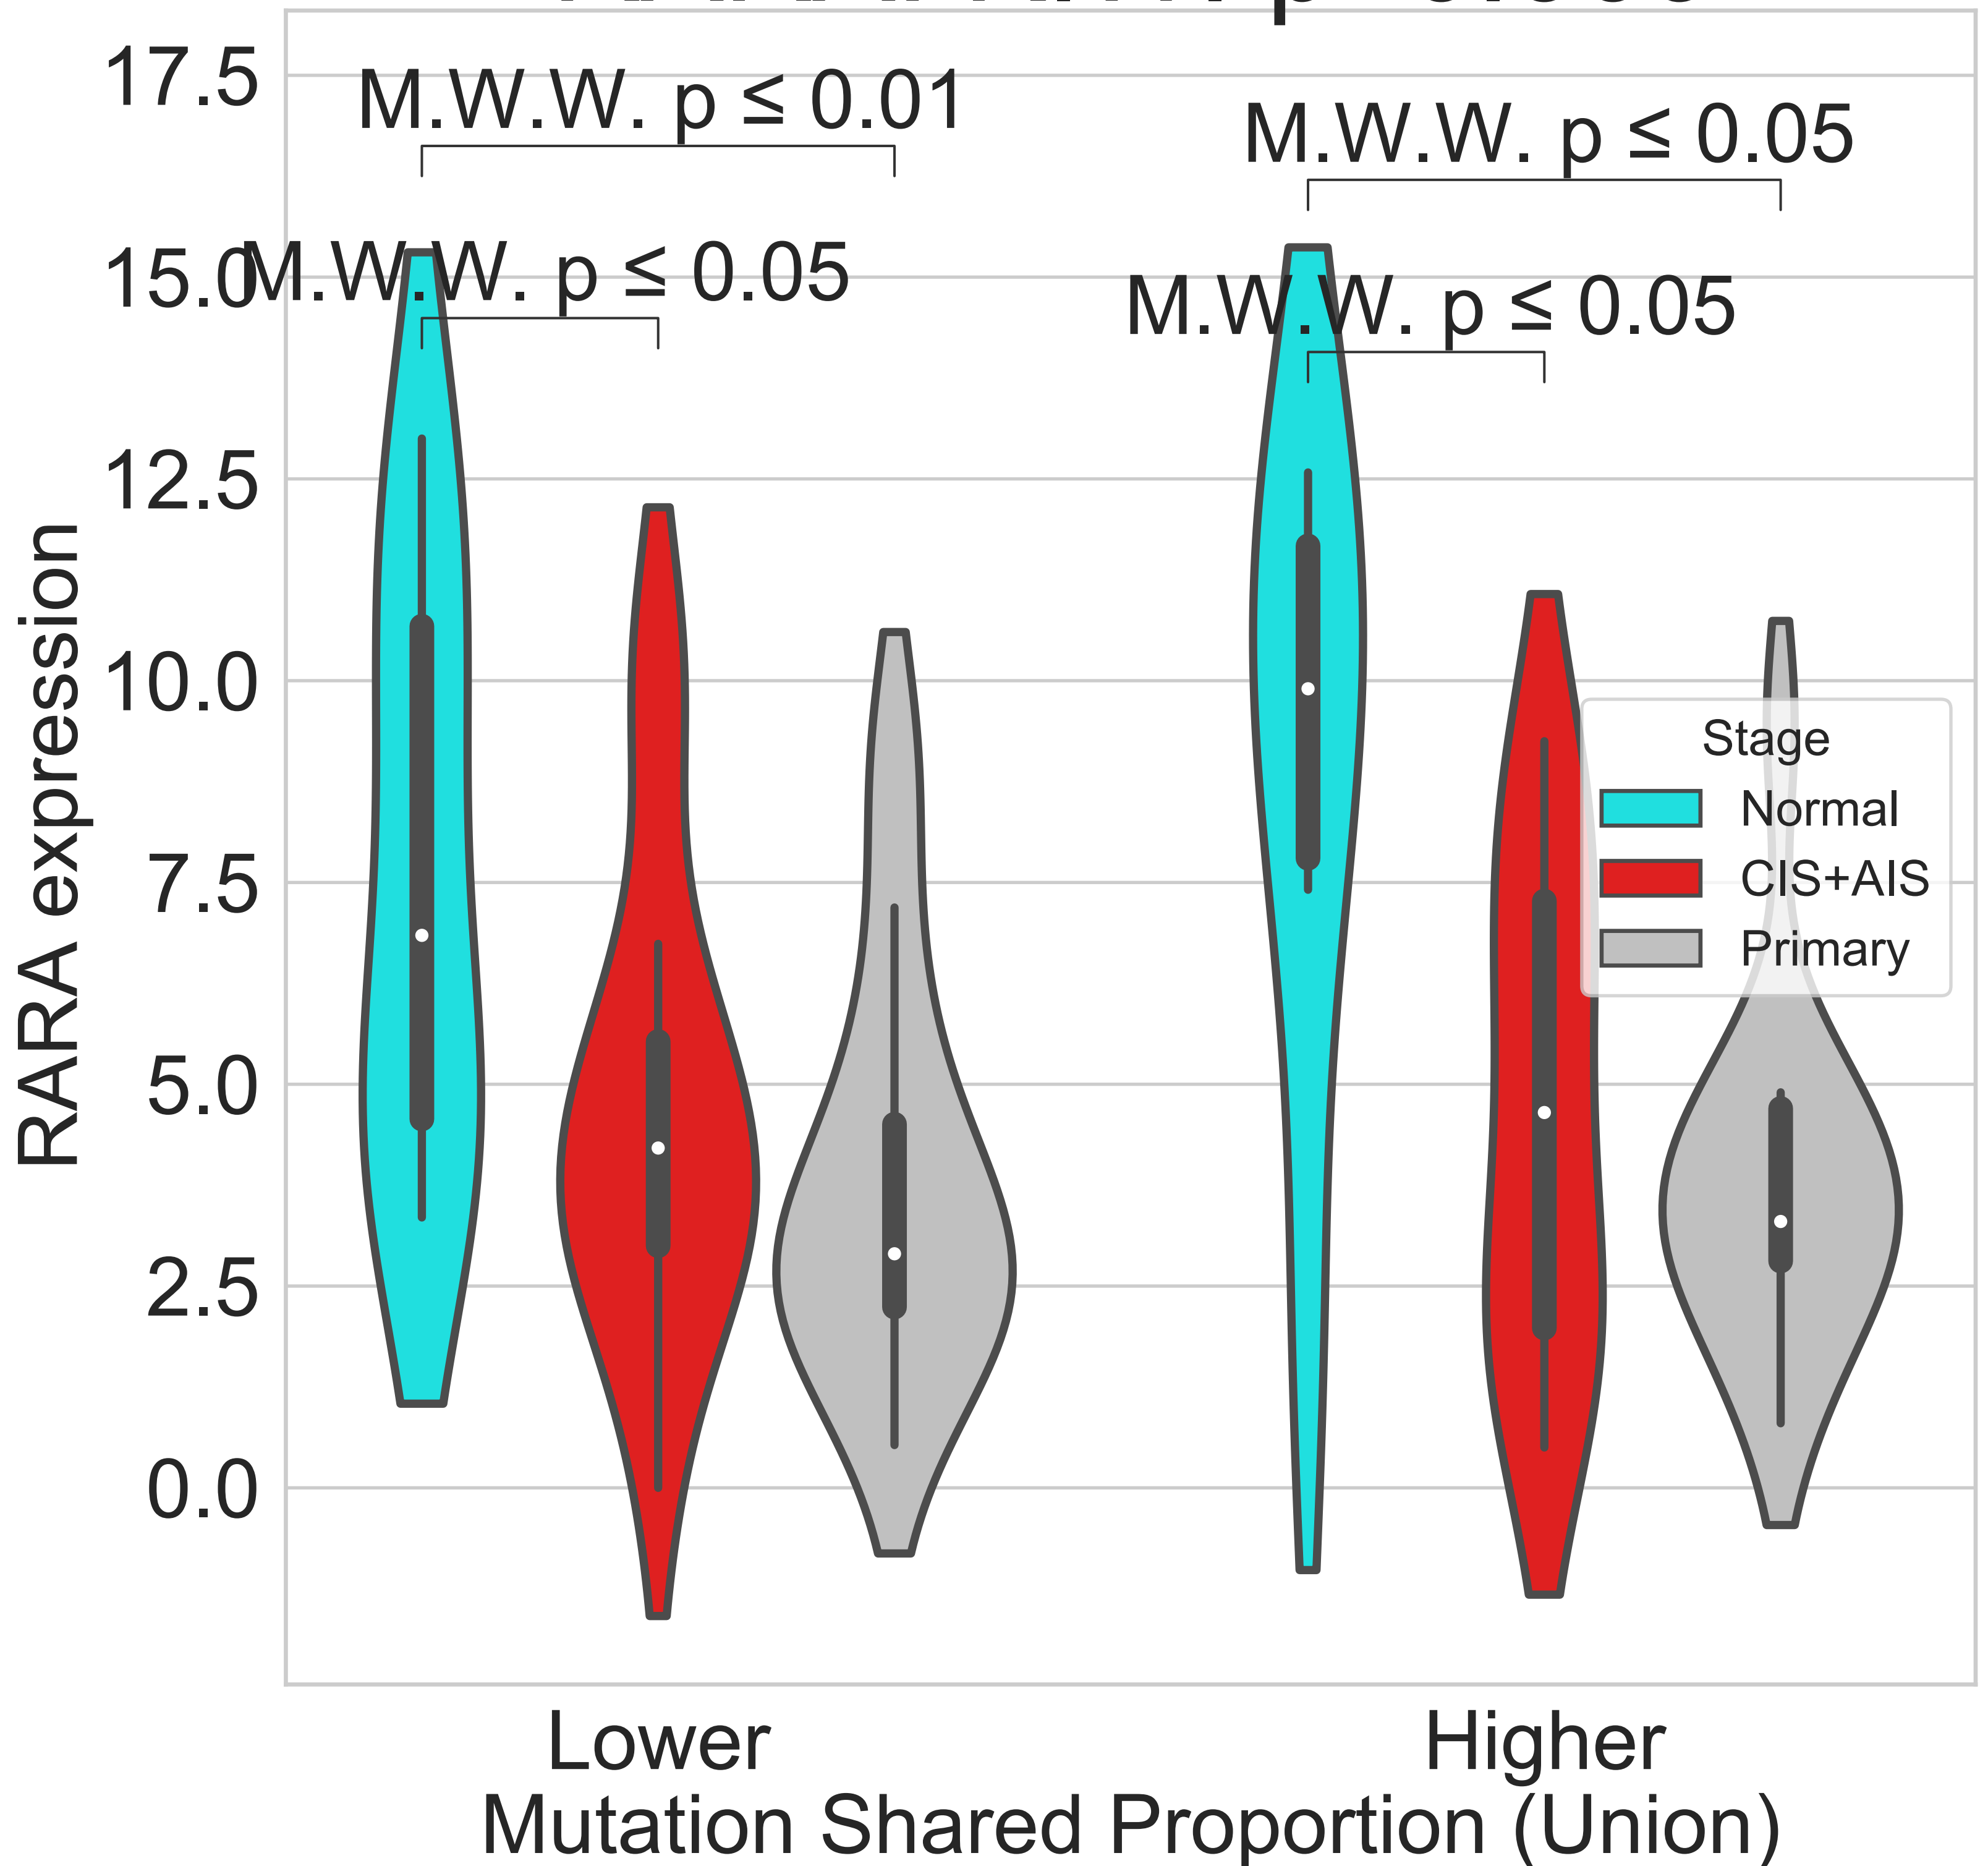 17.5
M.W.W. p ≤ 0.01
M.W.W. p ≤ 0.05
15.0
M.W.W. p ≤ 0.05
M.W.W. p ≤ 0.05
12.5
10.0
7.5
5.0
2.5
0.0
RARA expression
Stage
Normal
CIS+AIS
Primary
Lower
Higher
Mutation Shared Proportion (Union)